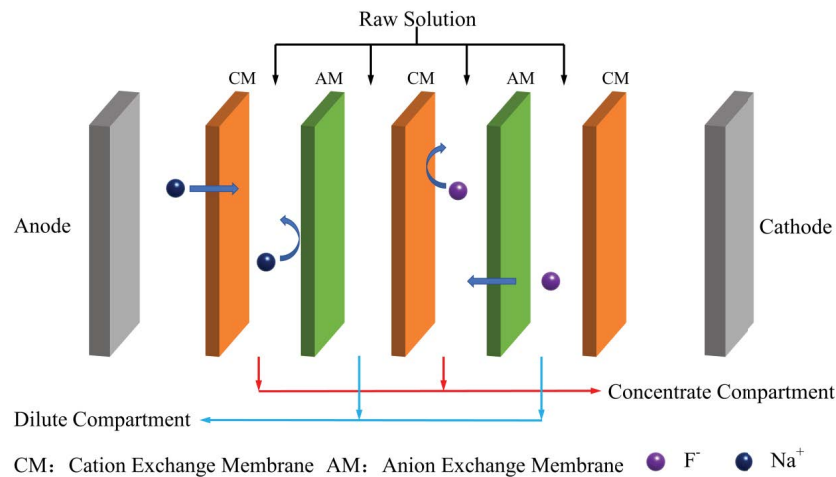 Raw Solution
CM AM CM AM CM
Anode
Cathode
Concentrate Compartment
Dilute Compartment
CM: Cation Exchange Membrane AM: Anion Exchange Membrane F⁻ Na⁺